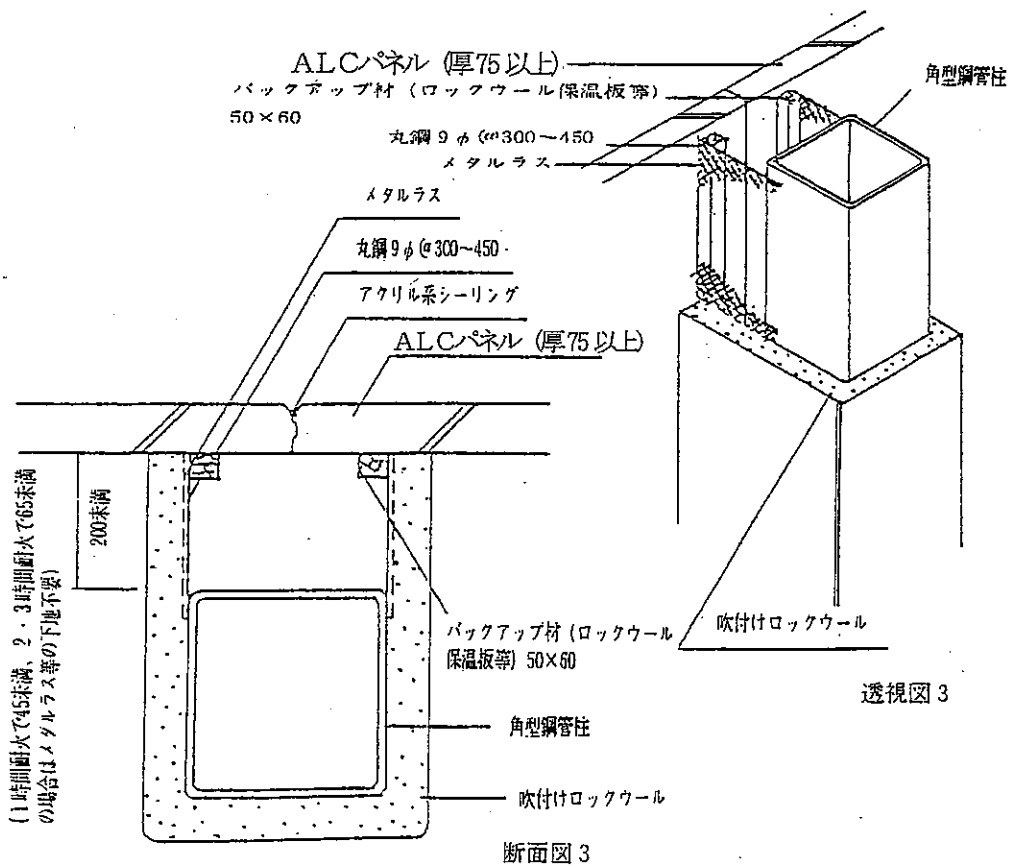 ALCパネル (厚75以上)
バックアップ材 (ロックウール保温板等)
50×60
丸鋼9φ@300〜450
メタルラス
角型鋼管柱
メタルラス
丸鋼9φ@300〜450
アクリル系シーリング
ALCパネル (厚75以上)
200未満
(1時間耐火で45未満、2・3時間耐火で65未満
の場合はメタルラス等の下地不要)
バックアップ材 (ロックウール
保温板等) 50×60
角型鋼管柱
吹付けロックウール
断面図3
吹付けロックウール
透視図3